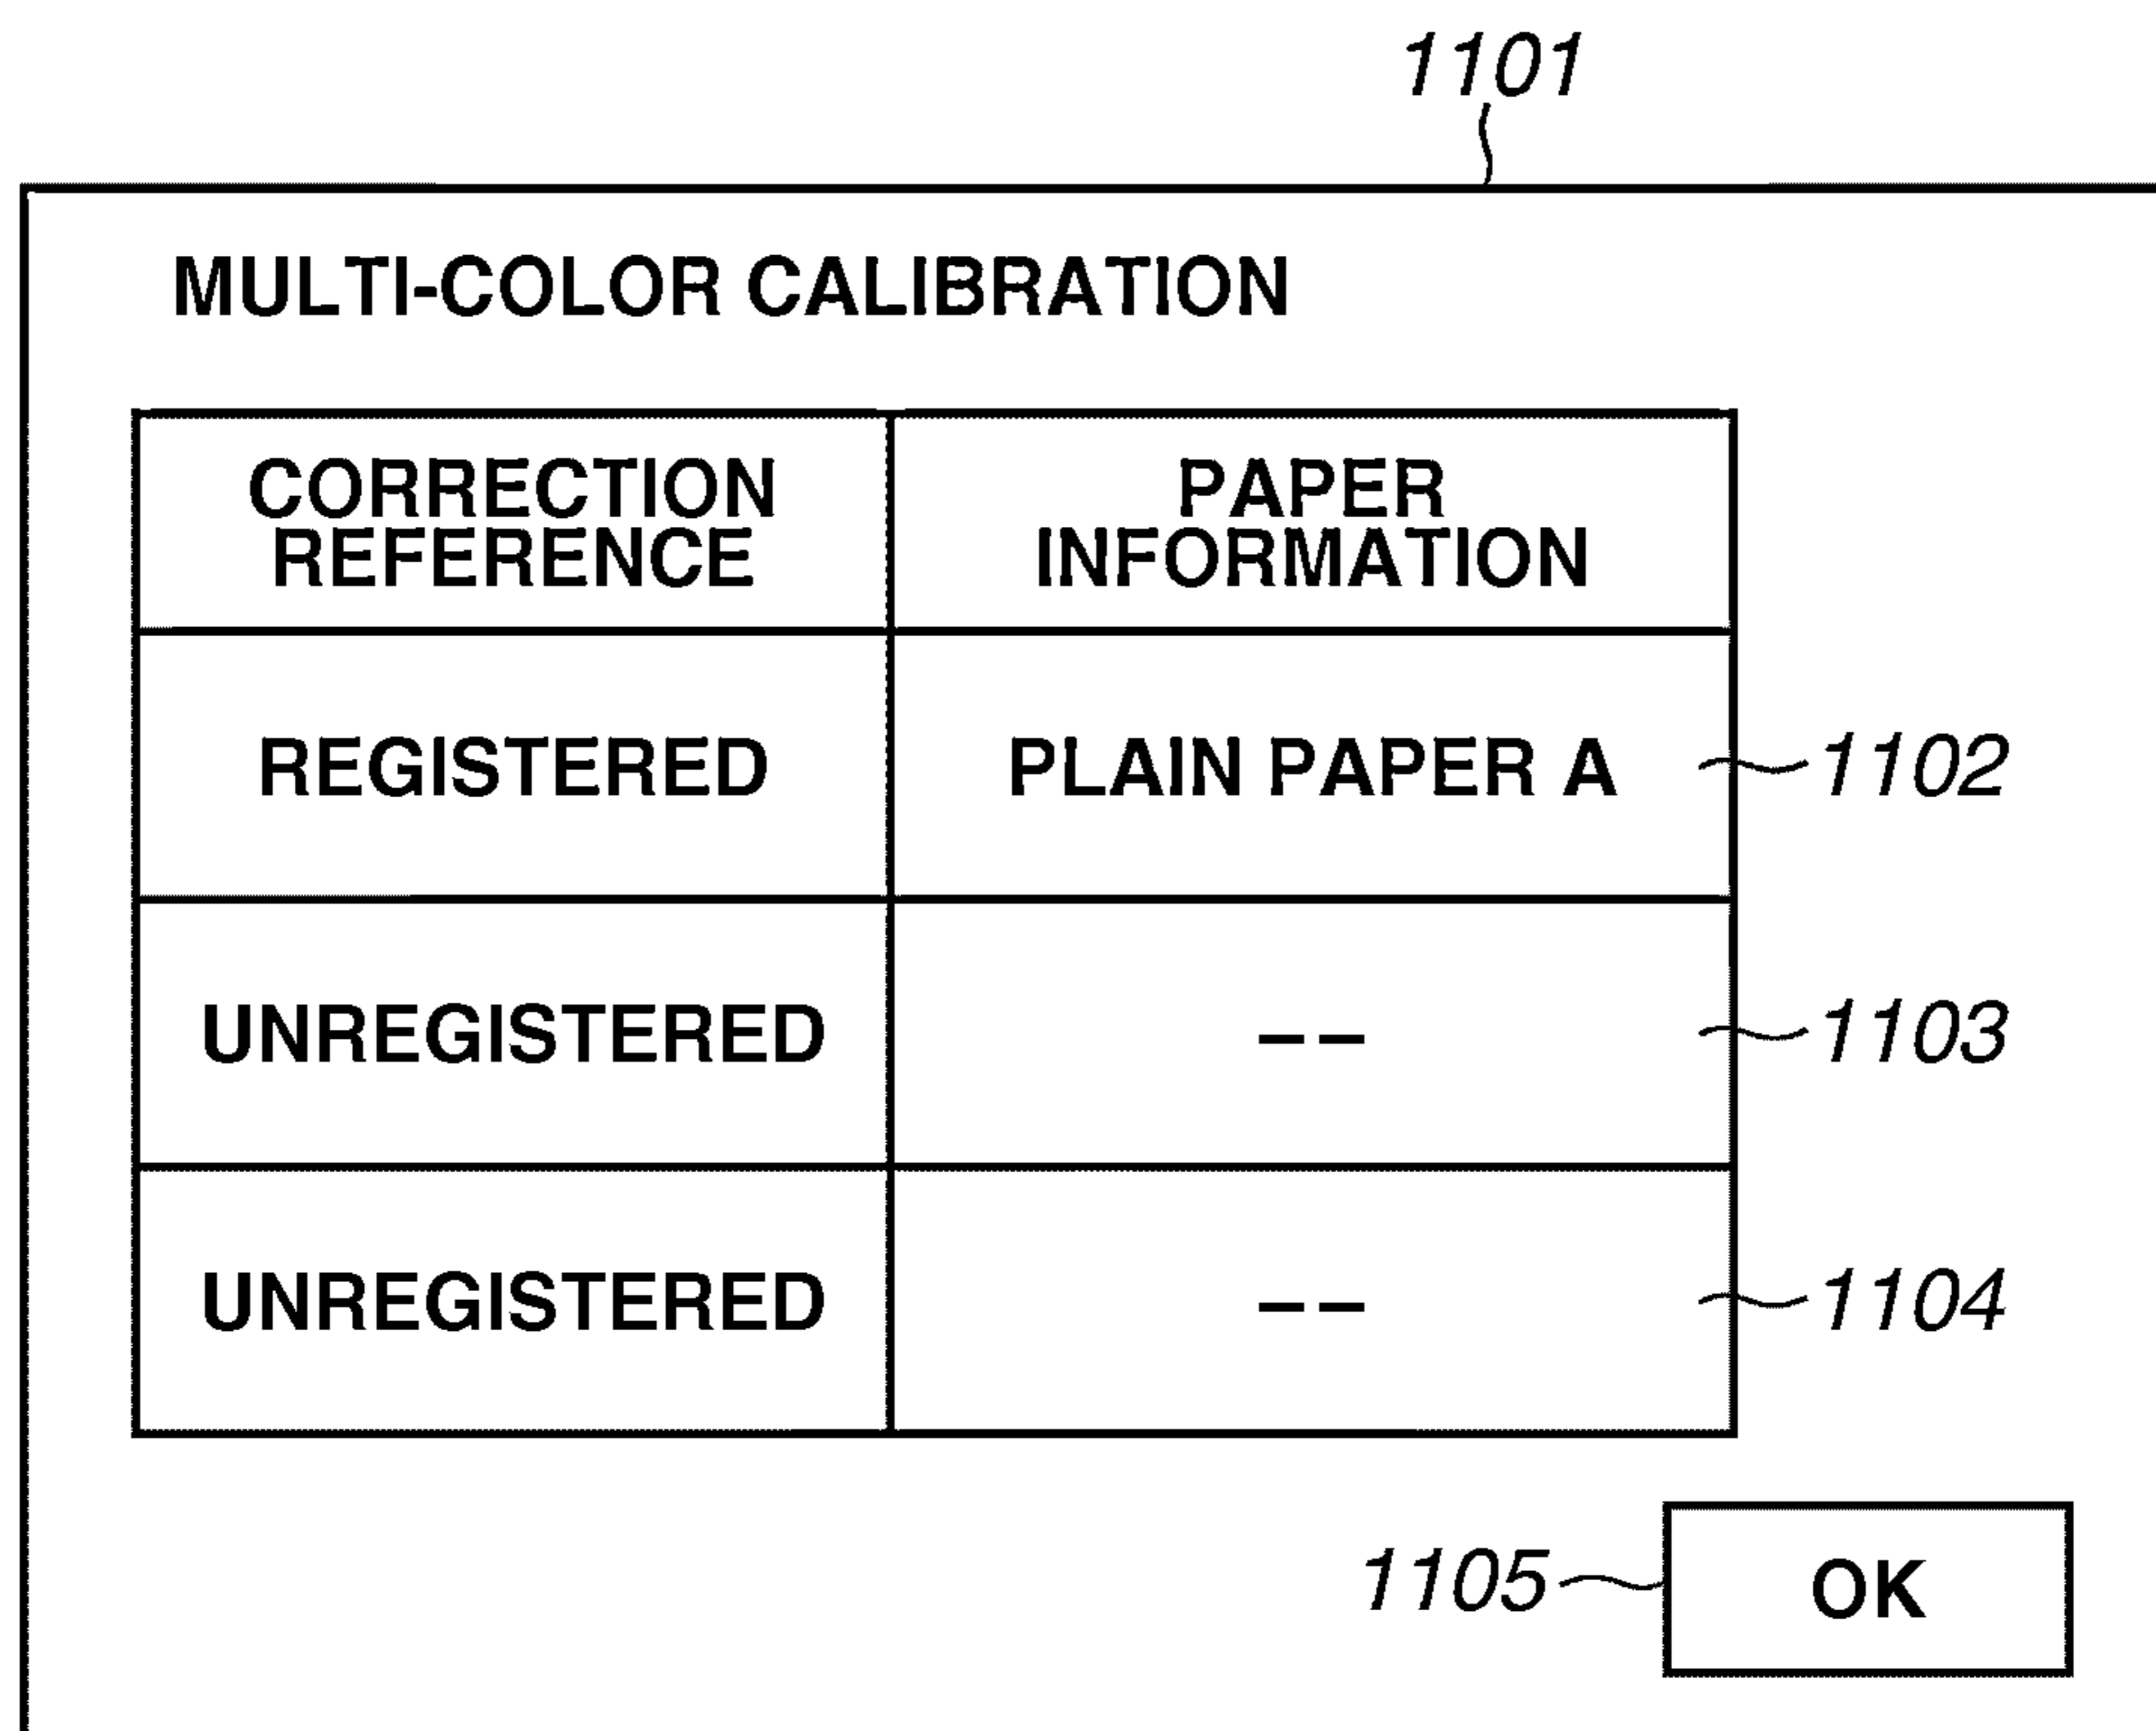 1101
MULTI-COLOR CALIBRATION
CORRECTION
REFERENCE
PAPER
INFORMATION
REGISTERED
PLAIN PAPER A
1102
UNREGISTERED
--
1103
UNREGISTERED
--
1104
1105
OK